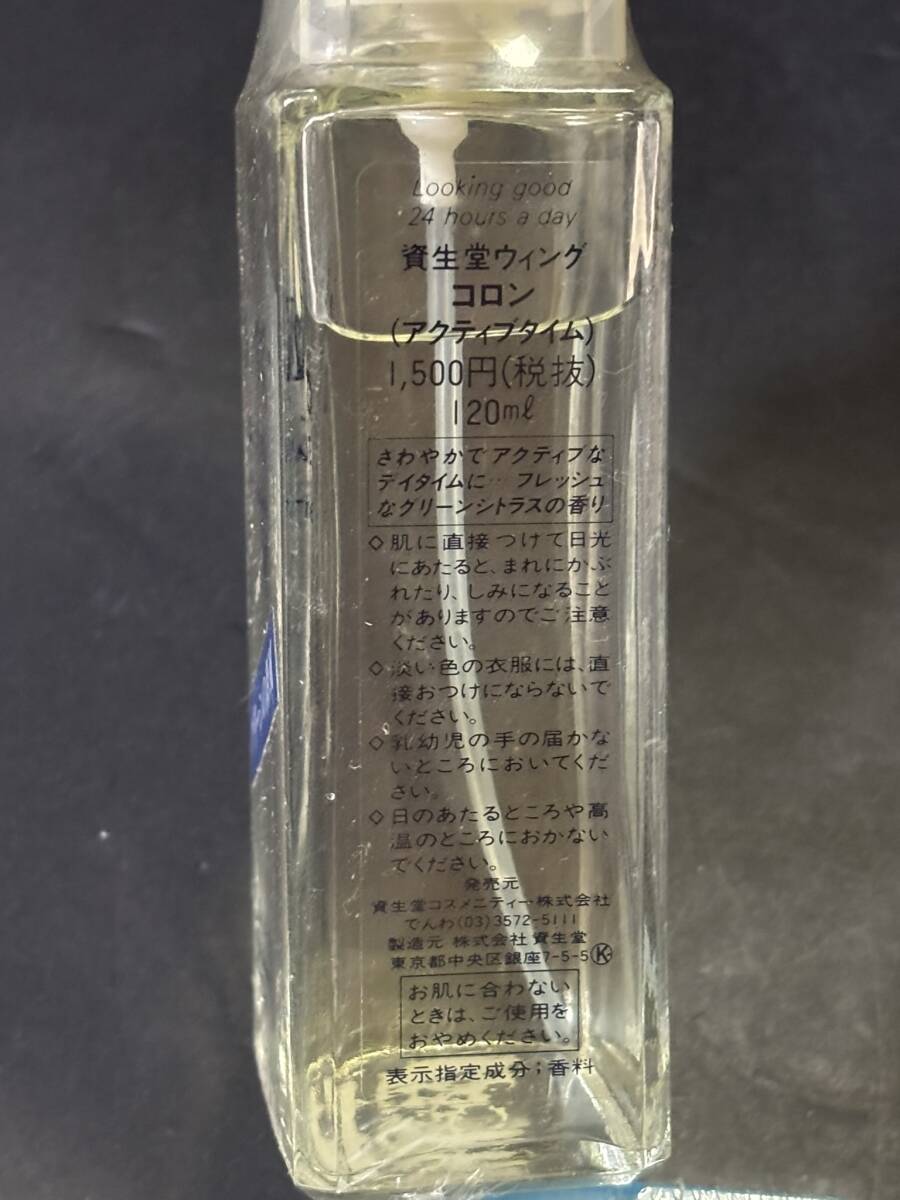 Looking good
24 hours a day
資生堂ウィング
コロン
(アクティブタイム)
1,500円(税抜)
120ml
さわやかで アクティブな
デイタイムに… フレッシュ
なグリーンシトラスの香り
◇肌に直接つけて日光
にあたると、まれにかぶ
れたり、しみになること
がありますのでご注意
ください。
◇淡い色の衣服には、直
接おつけにならないで
ください。
◇乳幼児の手の届かな
いところにおいてくだ
さい。
◇日のあたるところや高
温のところにおかない
でください。
発売元
資生堂コスメニティー株式会社
でんわ(03)3572-5111
製造元 株式会社 資生堂
東京都中央区銀座7-5-5 K
お肌に合わない
ときは、ご使用を
おやめください。
表示指定成分;香料